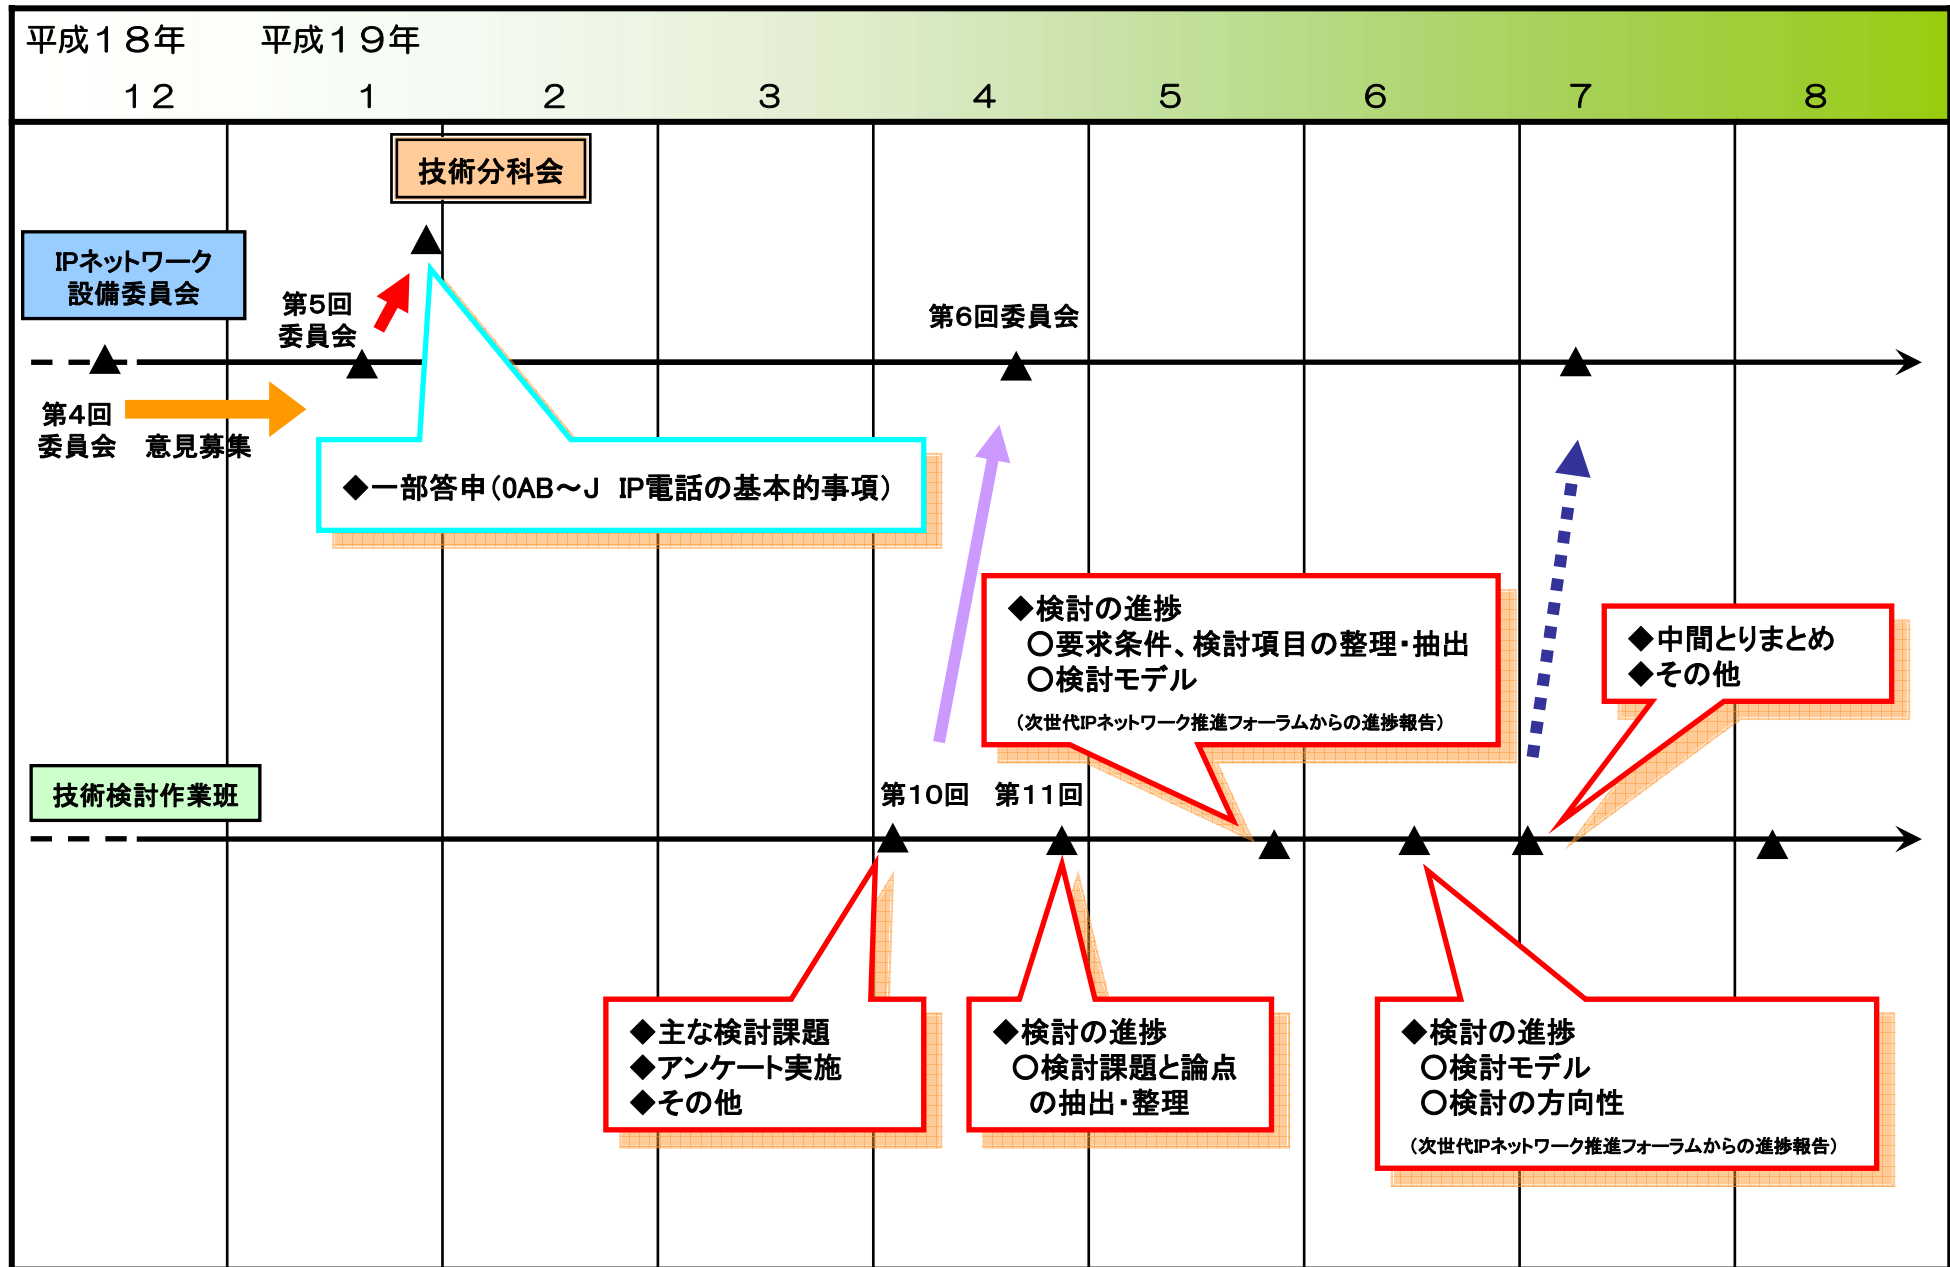 平成１８年　平成１９年
１２　１　２　３　４　５　６　７　８
技術分科会
IPネットワーク
設備委員会
第5回
委員会
第6回委員会
第4回
委員会
意見募集
◆一部答申（0AB～J　IP電話の基本的事項）
◆検討の進捗
○要求条件、検討項目の整理・抽出
○検討モデル
（次世代IPネットワーク推進フォーラムからの進捗報告）
◆中間とりまとめ
◆その他
技術検討作業班
第10回　第11回
◆主な検討課題
◆アンケート実施
◆その他
◆検討の進捗
○検討課題と論点
の抽出・整理
◆検討の進捗
○検討モデル
○検討の方向性
（次世代IPネットワーク推進フォーラムからの進捗報告）